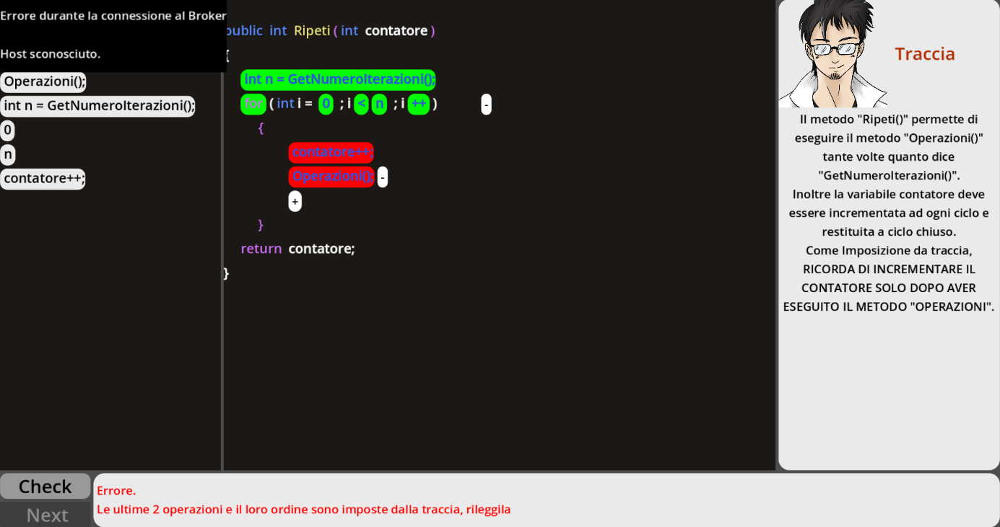 Errore durante la connessione al Broker
Host sconosciuto.
Operazioni();
int n = GetNumeroIterazioni();
0
n
contatore++;
public int Ripeti ( int contatore )
{
int n = GetNumeroIterazioni();
for ( int i = 0 ; i < n ; i ++ ) -
{
contatore++;
Operazioni(); -
+
}
return contatore;
}
Traccia
Il metodo "Ripeti()" permette di
eseguire il metodo "Operazioni()"
tante volte quanto dice
"GetNumeroIterazioni()".
Inoltre la variabile contatore deve
essere incrementata ad ogni ciclo e
restituita a ciclo chiuso.
Come Imposizione da traccia,
RICORDA DI INCREMENTARE IL
CONTATORE SOLO DOPO AVER
ESEGUITO IL METODO "OPERAZIONI".
Check
Next
Errore.
Le ultime 2 operazioni e il loro ordine sono imposte dalla traccia, rileggila